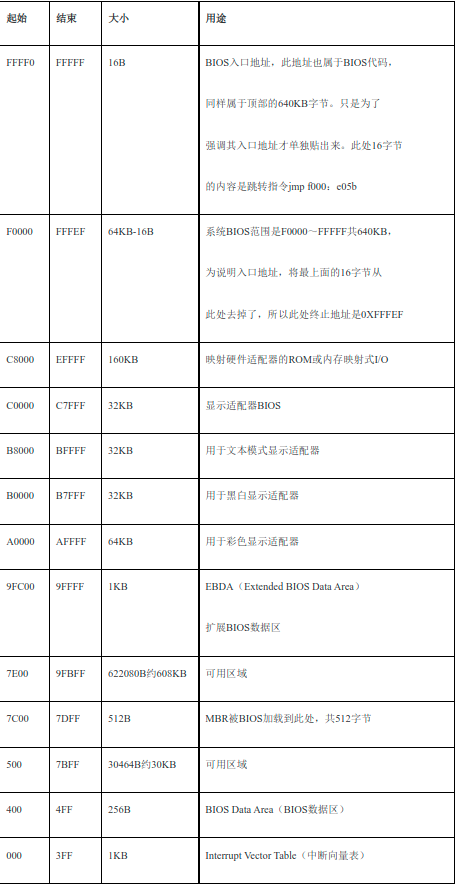 起始 结束 大小 用途
FFFF0 FFFFF 16B BIOS入口地址，此地址也属于BIOS代码，
同样属于顶部的640KB字节。只是为了
强调其入口地址才单独贴出来。此处16字节
的内容是跳转指令jmp f000：e05b
F0000 FFFEF 64KB-16B 系统BIOS范围是F0000～FFFFF共640KB，
为说明入口地址，将最上面的16字节从
此处去掉了，所以此处终止地址是0XFFFEF
C8000 EFFFF 160KB 映射硬件适配器的ROM或内存映射式I/O
C0000 C7FFF 32KB 显示适配器BIOS
B8000 BFFFF 32KB 用于文本模式显示适配器
B0000 B7FFF 32KB 用于黑白显示适配器
A0000 AFFFF 64KB 用于彩色显示适配器
9FC00 9FFFF 1KB EBDA（Extended BIOS Data Area）
扩展BIOS数据区
7E00 9FBFF 622080B约608KB 可用区域
7C00 7DFF 512B MBR被BIOS加载到此处，共512字节
500 7BFF 30464B约30KB 可用区域
400 4FF 256B BIOS Data Area（BIOS数据区）
000 3FF 1KB Interrupt Vector Table（中断向量表）